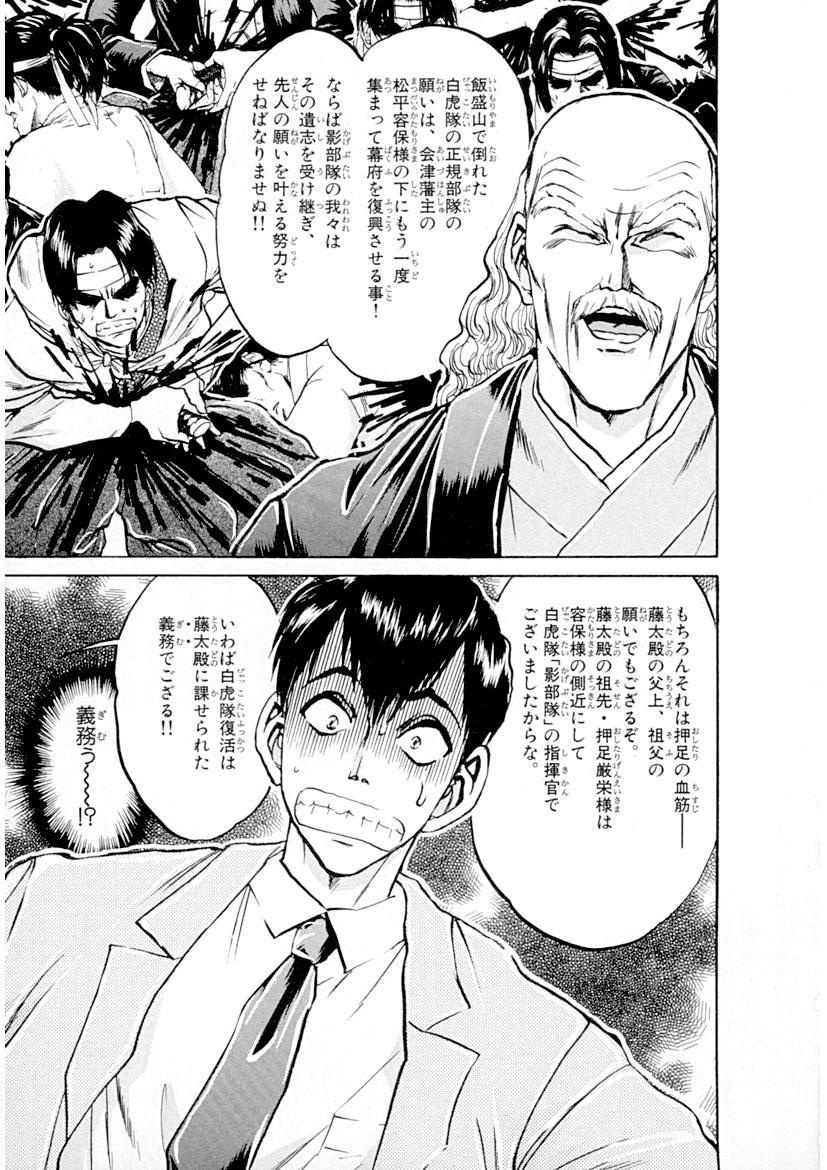 飯盛山で倒れた
白虎隊の正規部隊の
願いは、会津藩主の
松平容保様の下にもう一度
集まって幕府を復興させる事！
ならば影部隊の我々は
その遺志を受け継ぎ、
先人の願いを叶える努力を
せねばなりませぬ!!
もちろんそれは押足の血筋――
藤太殿の父上、祖父の
願いでもござるぞ。
藤太殿の祖先・押足厳栄様は
容保様の側近にして
白虎隊「影部隊」の指揮官で
ございましたからな。
いわば白虎隊復活は
藤太殿に課せられた
義務でござる!!
義務う〜〜〜!?